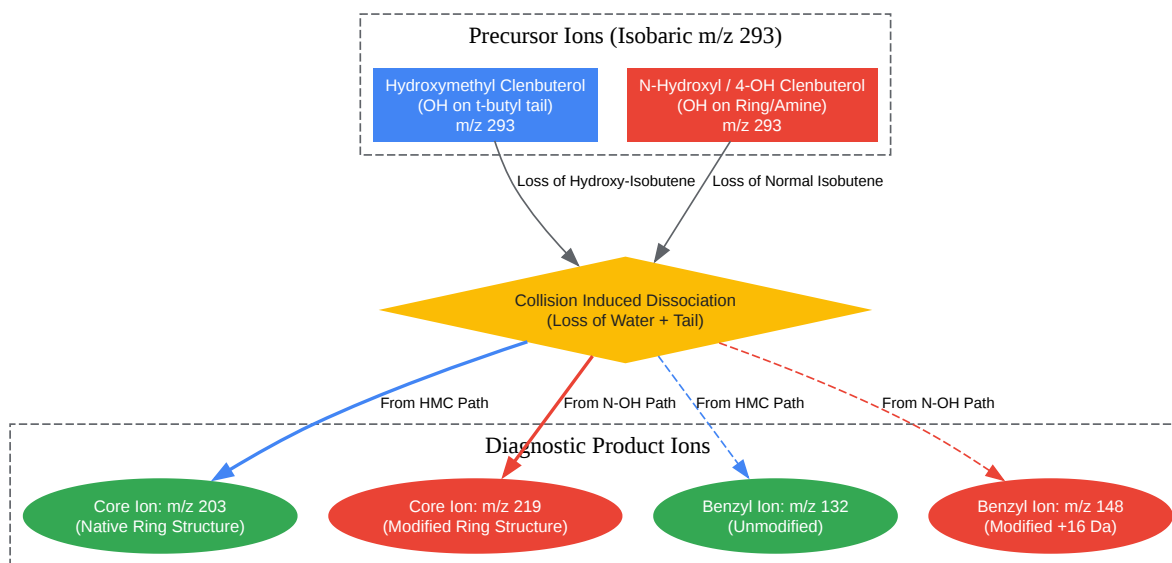 Precursor Ions (Isobaric m/z 293)
Hydroxymethyl Clenbuterol
(OH on t-butyl tail)
m/z 293
N-Hydroxyl / 4-OH Clenbuterol
(OH on Ring/Amine)
m/z 293
Loss of Hydroxy-Isobutene
Loss of Normal Isobutene
Collision Induced Dissociation
(Loss of Water + Tail)
From HMC Path
From N-OH Path
From HMC Path
From N-OH Path
Diagnostic Product Ions
Core Ion: m/z 203
(Native Ring Structure)
Core Ion: m/z 219
(Modified Ring Structure)
Benzyl Ion: m/z 132
(Unmodified)
Benzyl Ion: m/z 148
(Modified +16 Da)